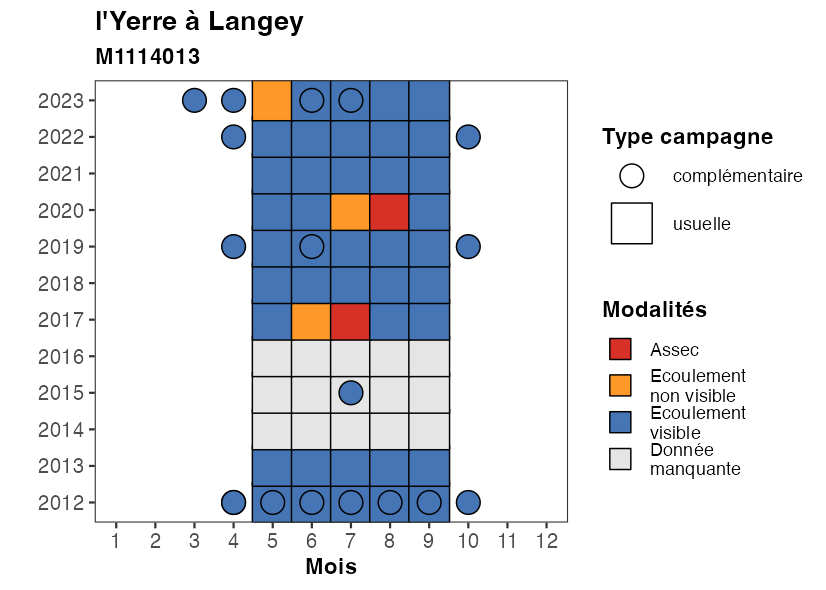 l'Yerre à Langey
M1114013
2023
2022
2021
2020
2019
2018
2017
2016
2015
2014
2013
2012
1 2 3 4 5 6 7 8 9 10 11 12
Mois
Type campagne
complémentaire
usuelle
Modalités
Assec
Ecoulement
non visible
Ecoulement
visible
Donnée
manquante